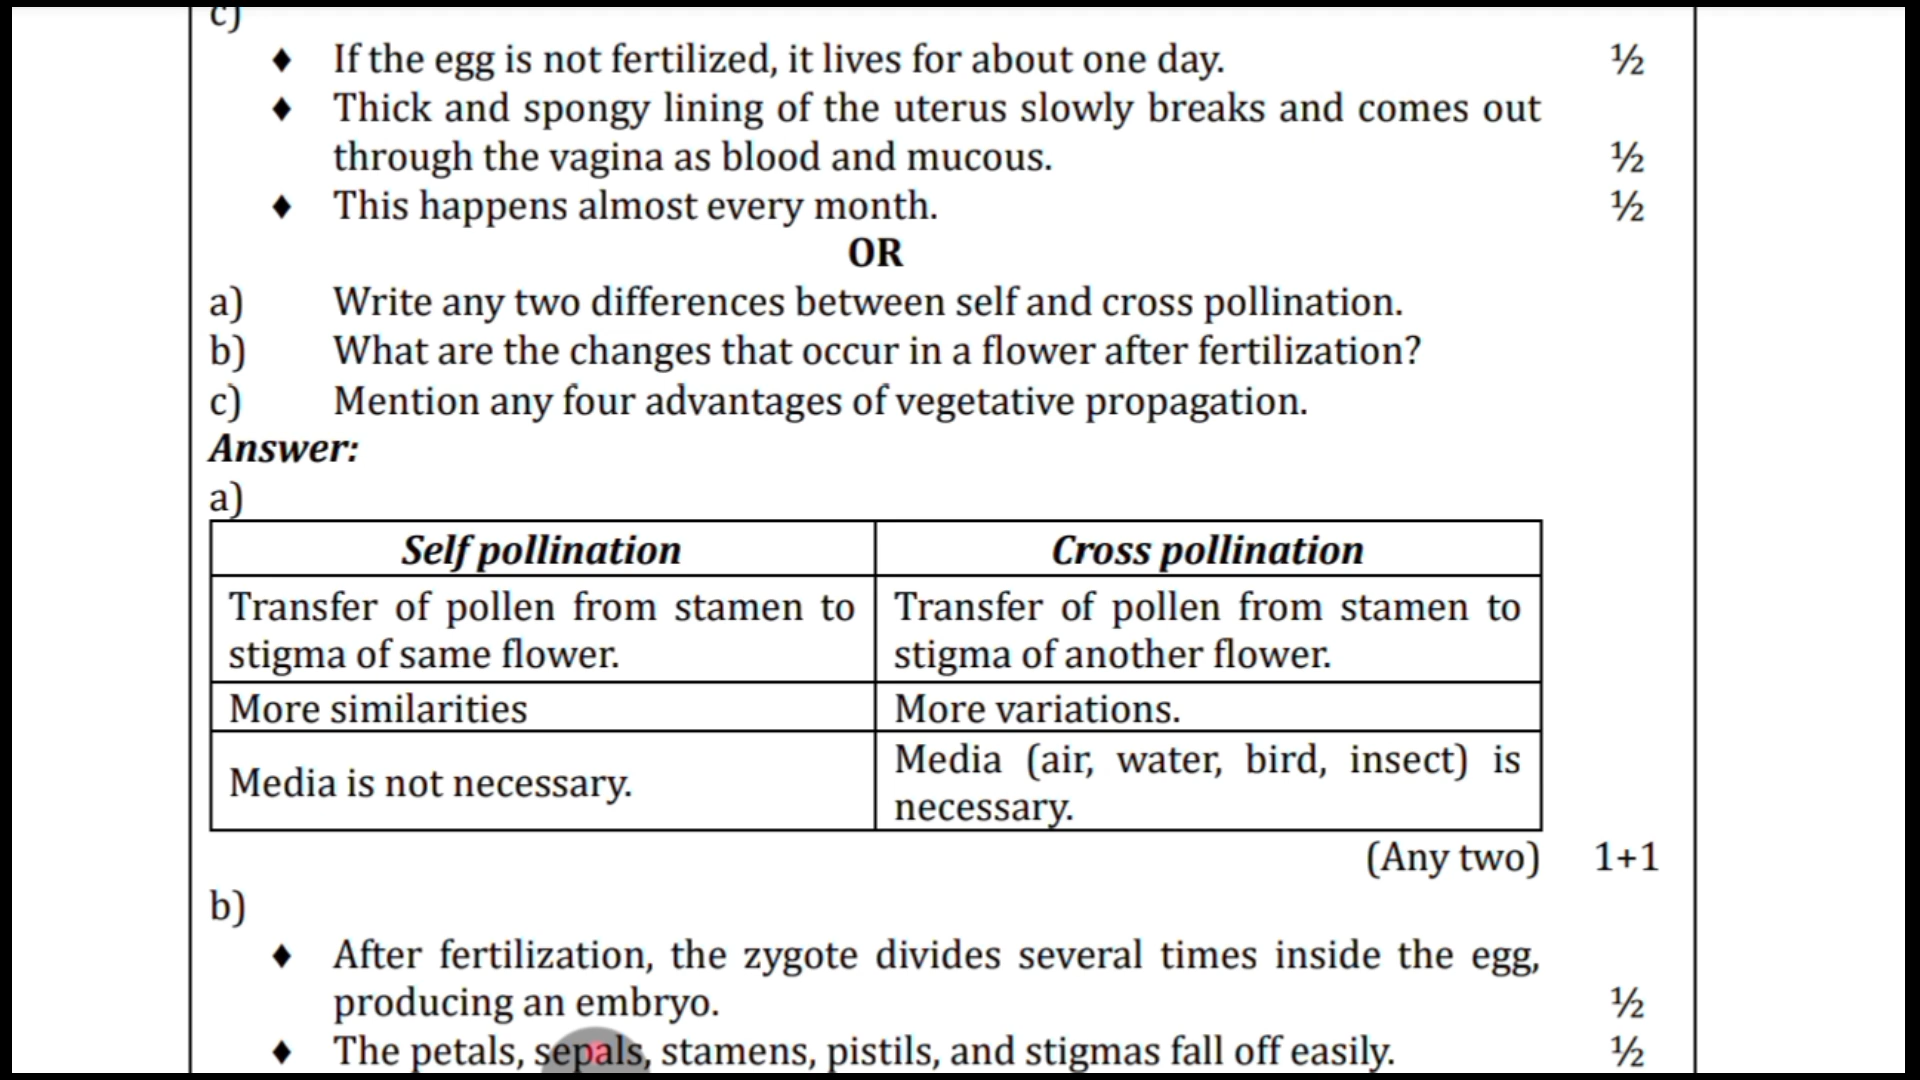 c)
♦ If the egg is not fertilized, it lives for about one day. ½
♦ Thick and spongy lining of the uterus slowly breaks and comes out
through the vagina as blood and mucous. ½
♦ This happens almost every month. ½
OR
a) Write any two differences between self and cross pollination.
b) What are the changes that occur in a flower after fertilization?
c) Mention any four advantages of vegetative propagation.
Answer:
a)
Self pollination Cross pollination
Transfer of pollen from stamen to
stigma of same flower.
Transfer of pollen from stamen to
stigma of another flower.
More similarities More variations.
Media is not necessary.
Media (air, water, bird, insect) is
necessary.
(Any two) 1+1
b)
♦ After fertilization, the zygote divides several times inside the egg,
producing an embryo. ½
♦ The petals, sepals, stamens, pistils, and stigmas fall off easily. ½